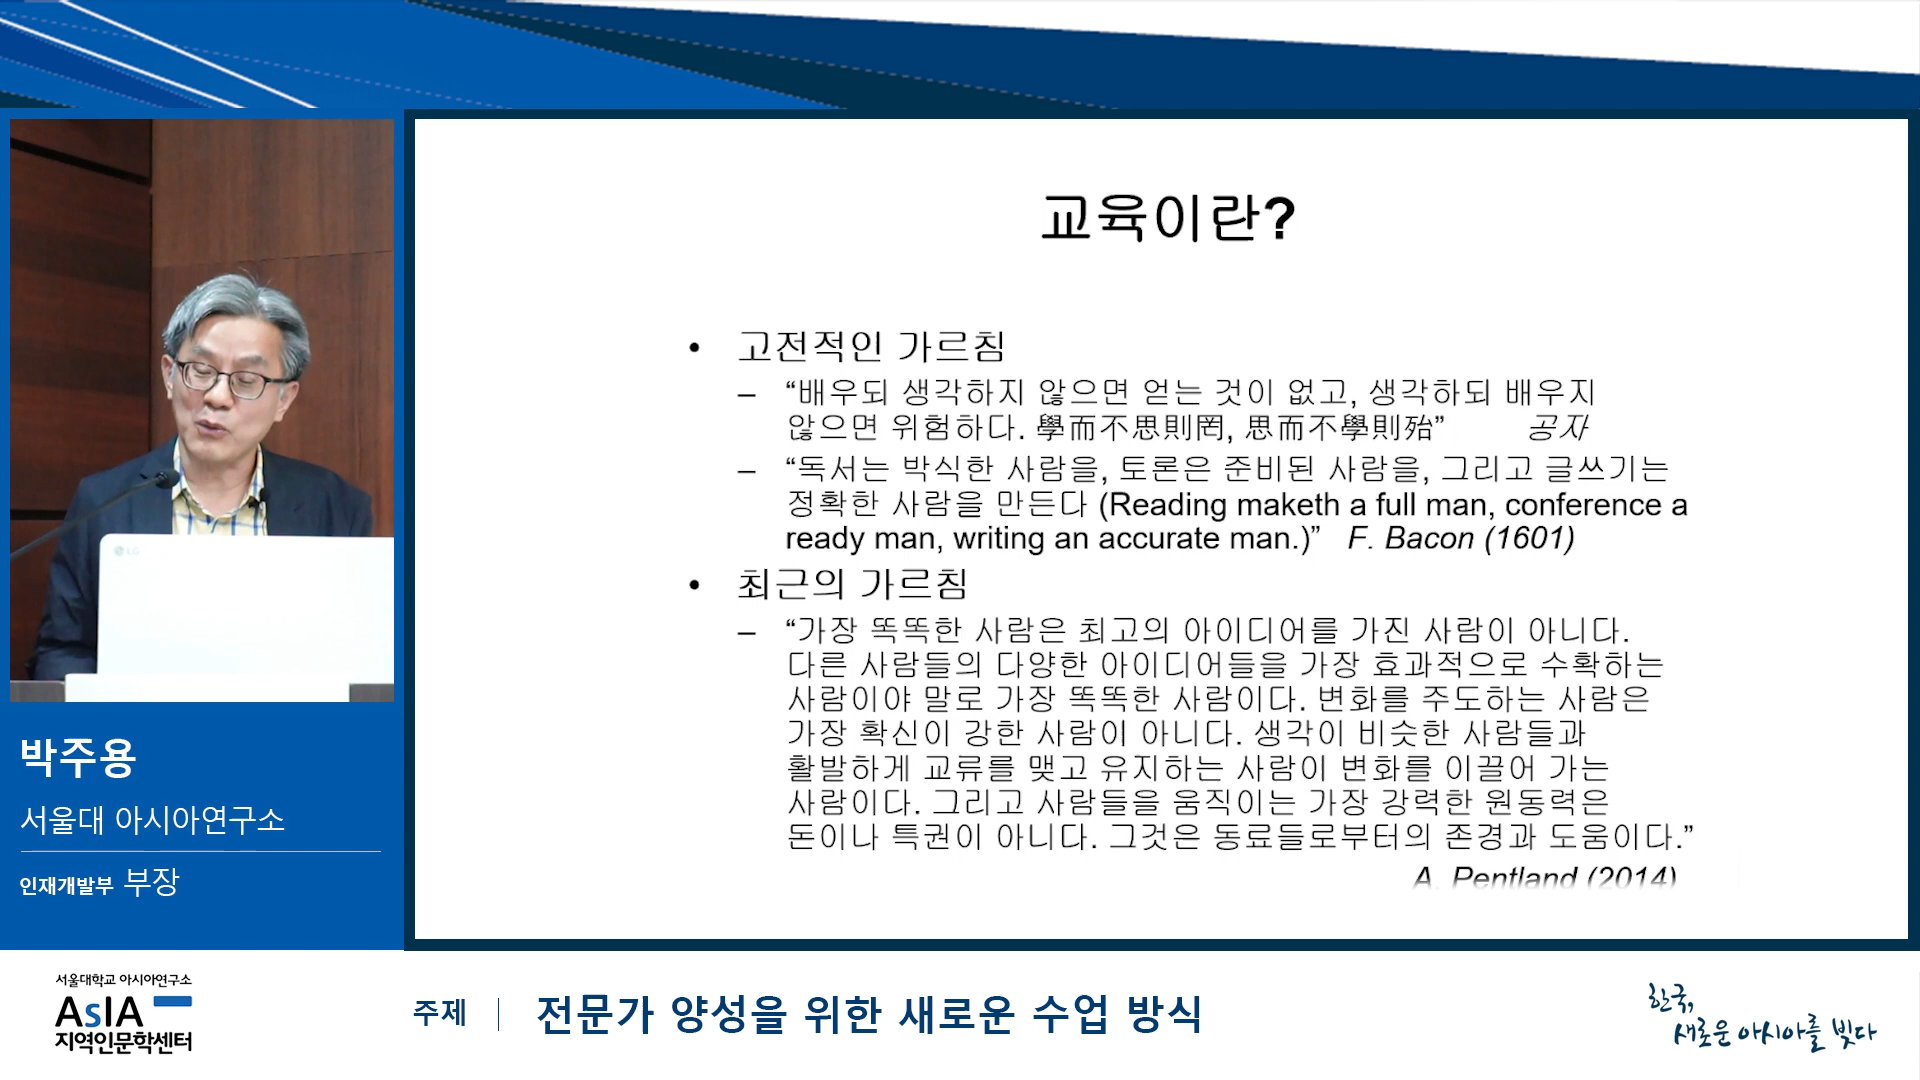 교육이란?
• 고전적인 가르침
– “배우되 생각하지 않으면 얻는 것이 없고, 생각하되 배우지
않으면 위험하다. 學而不思則罔, 思而不學則殆” 공자
– “독서는 박식한 사람을, 토론은 준비된 사람을, 그리고 글쓰기는
정확한 사람을 만든다 (Reading maketh a full man, conference a
ready man, writing an accurate man.)” F. Bacon (1601)
• 최근의 가르침
– “가장 똑똑한 사람은 최고의 아이디어를 가진 사람이 아니다.
다른 사람들의 다양한 아이디어들을 가장 효과적으로 수확하는
사람이야 말로 가장 똑똑한 사람이다. 변화를 주도하는 사람은
가장 확신이 강한 사람이 아니다. 생각이 비슷한 사람들과
활발하게 교류를 맺고 유지하는 사람이 변화를 이끌어 가는
사람이다. 그리고 사람들을 움직이는 가장 강력한 원동력은
돈이나 특권이 아니다. 그것은 동료들로부터의 존경과 도움이다.”
A. Pentland (2014)
LG
박주용
서울대 아시아연구소
인재개발부 부장
서울대학교 아시아연구소
AsIA
지역인문학센터
주제 | 전문가 양성을 위한 새로운 수업 방식
한국,
새로운 아시아를 빚다